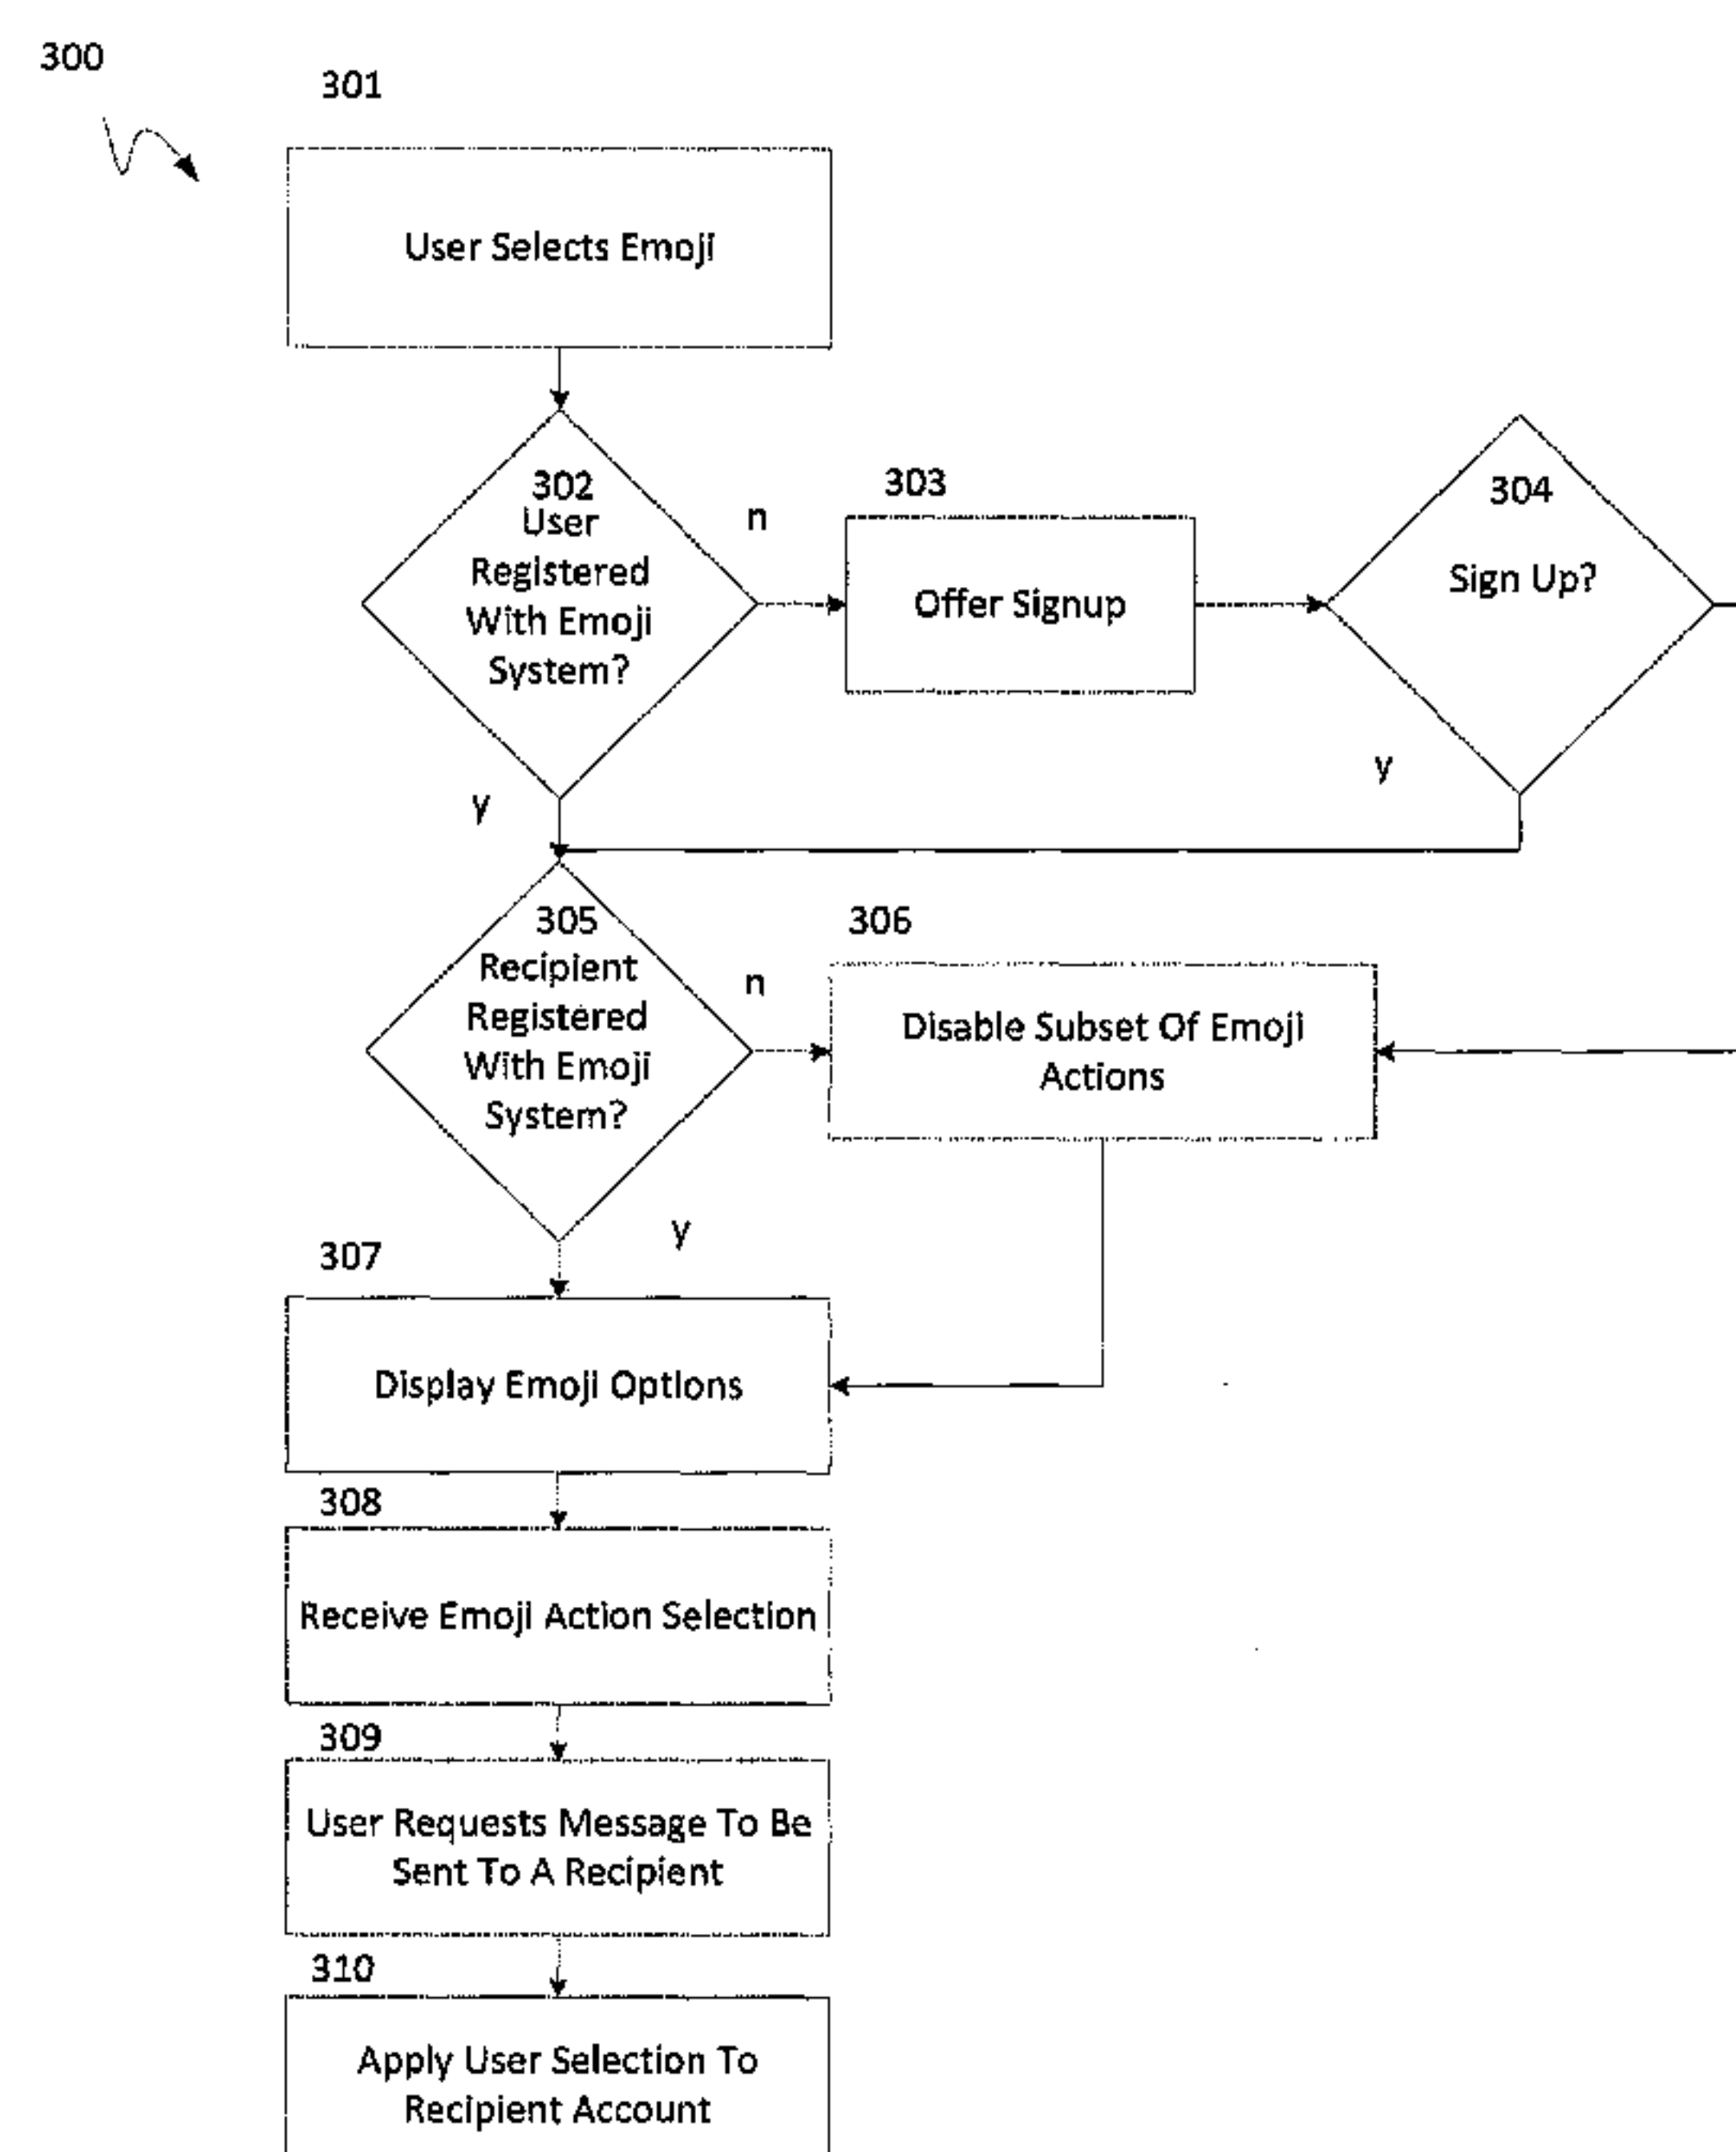 300
301
User Selects Emoji
302
User
Registered
With Emoji
System?
n
303
Offer Signup
304
Sign Up?
y
y
305
Recipient
Registered
With Emoji
System?
n
306
Disable Subset Of Emoji
Actions
y
307
Display Emoji Options
308
Receive Emoji Action Selection
309
User Requests Message To Be
Sent To A Recipient
310
Apply User Selection To
Recipient Account